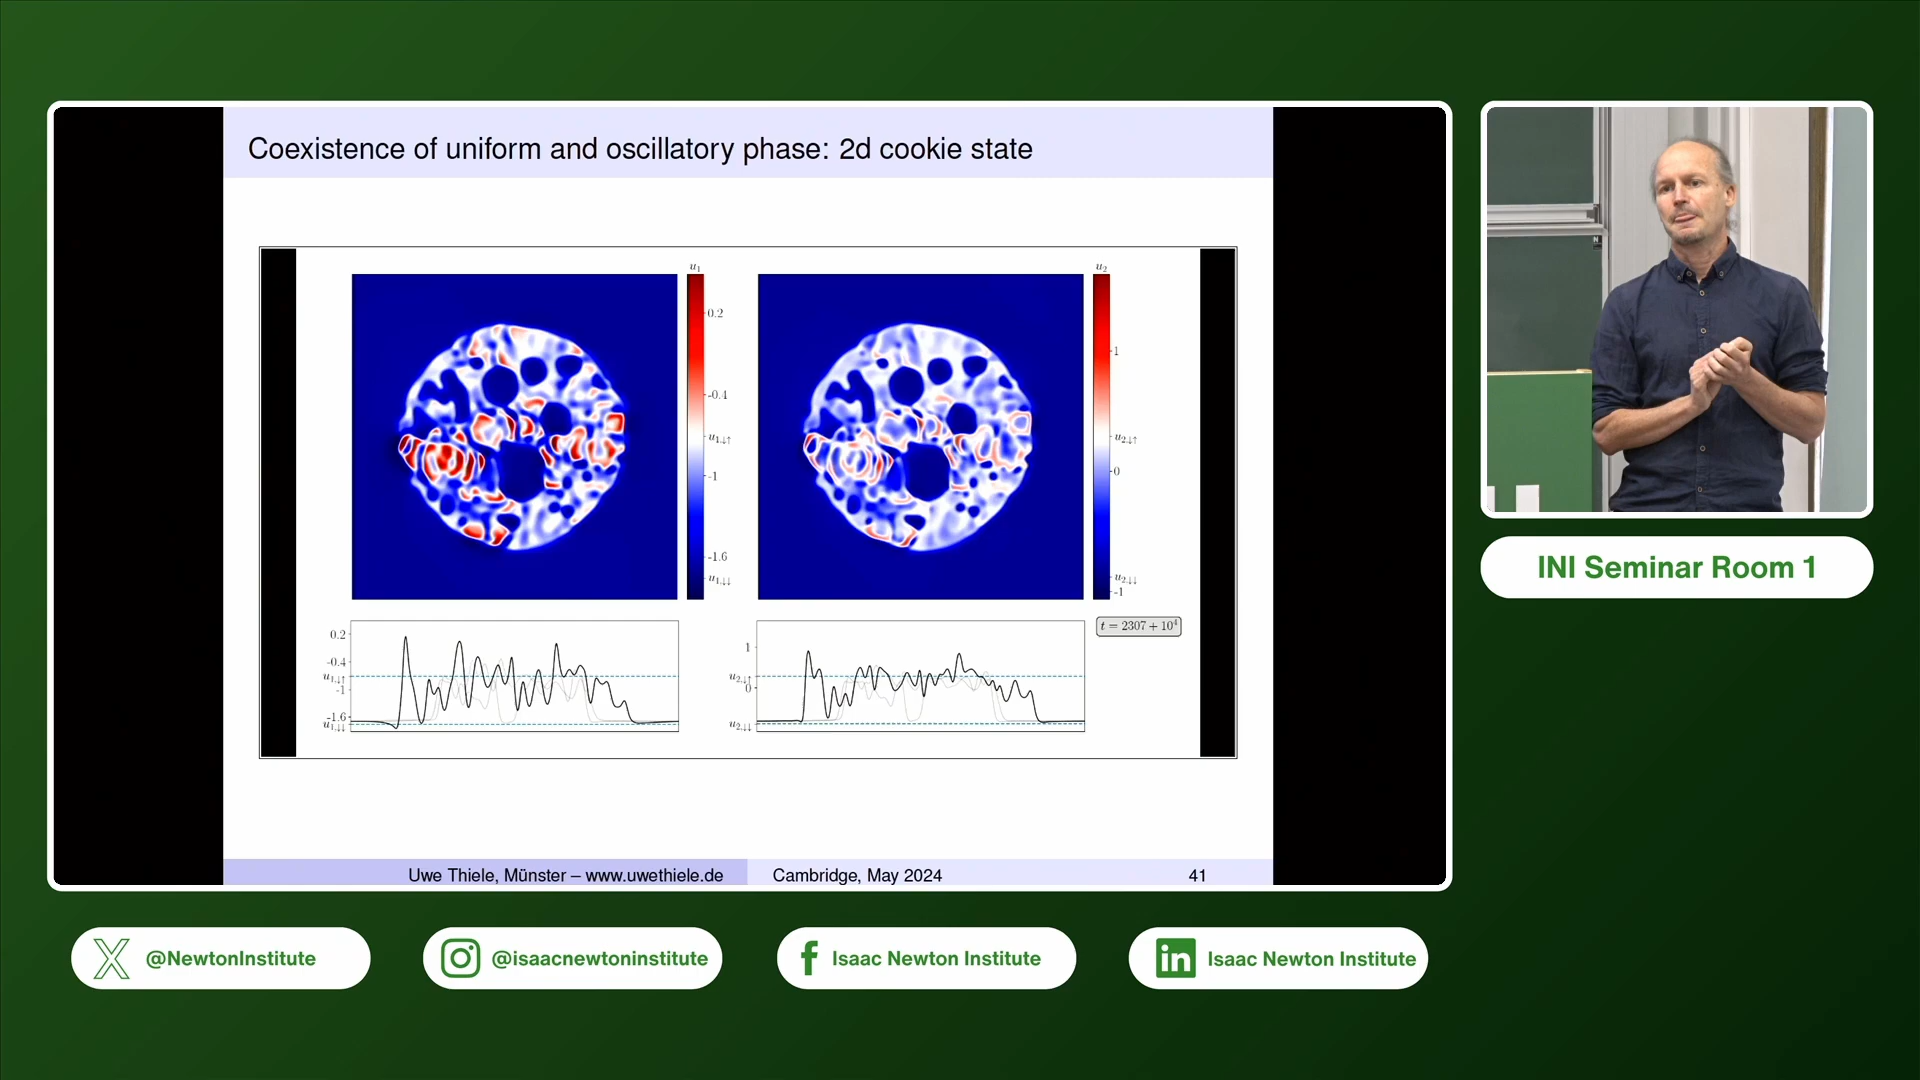 Coexistence of uniform and oscillatory phase: 2d cookie state
u₁
0.2
-0.4
u₁,↓↑
-1
-1.6
u₁,↓↓
u₂
1
u₂,↓↑
0
u₂,↓↓
-1
0.2
-0.4
u₁,↓↑
-1
-1.6
u₁,↓↓
1
u₂,↓↑
0
u₂,↓↓
t = 2307 + 10⁴
Uwe Thiele, Münster – www.uwethiele.de
Cambridge, May 2024
41
INI Seminar Room 1
@NewtonInstitute
@isaacnewtoninstitute
Isaac Newton Institute
Isaac Newton Institute